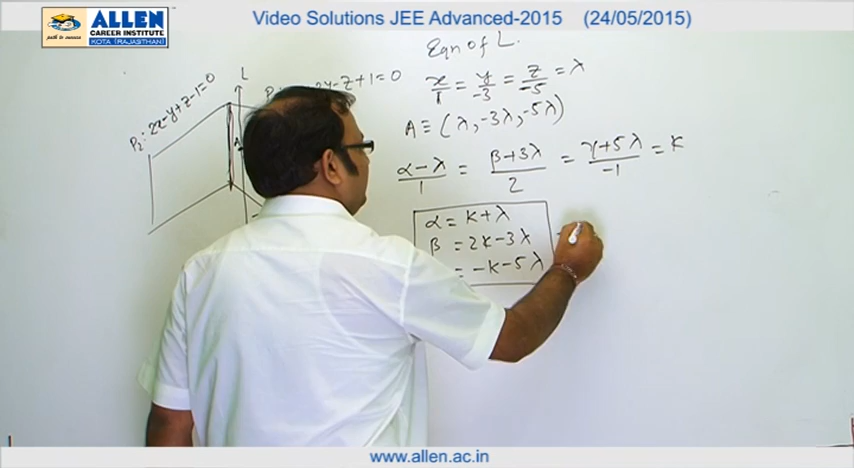 Video Solutions JEE Advanced-2015 (24/05/2015)
ALLEN
CAREER INSTITUTE
KOTA (RAJASTHAN)
path to success
Eqn of L.
x/1 = y/-3 = z/-5 = λ
A ≡ (λ, -3λ, -5λ)
α-λ/1 = β+3λ/2 = γ+5λ/-1 = k
α = k+λ
β = 2k-3λ
= -k-5λ
L
P₂: 2x-y+z-1=0
y-z+1=0
A
www.allen.ac.in